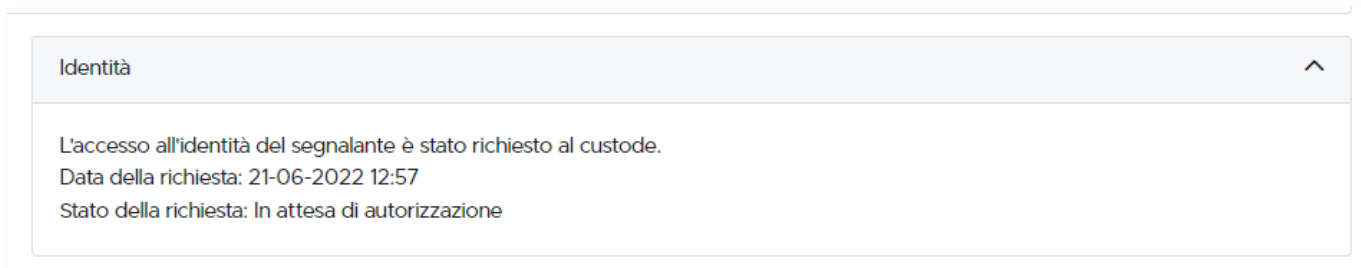 Identità
L'accesso all'identità del segnalante è stato richiesto al custode.
Data della richiesta: 21-06-2022 12:57
Stato della richiesta: In attesa di autorizzazione